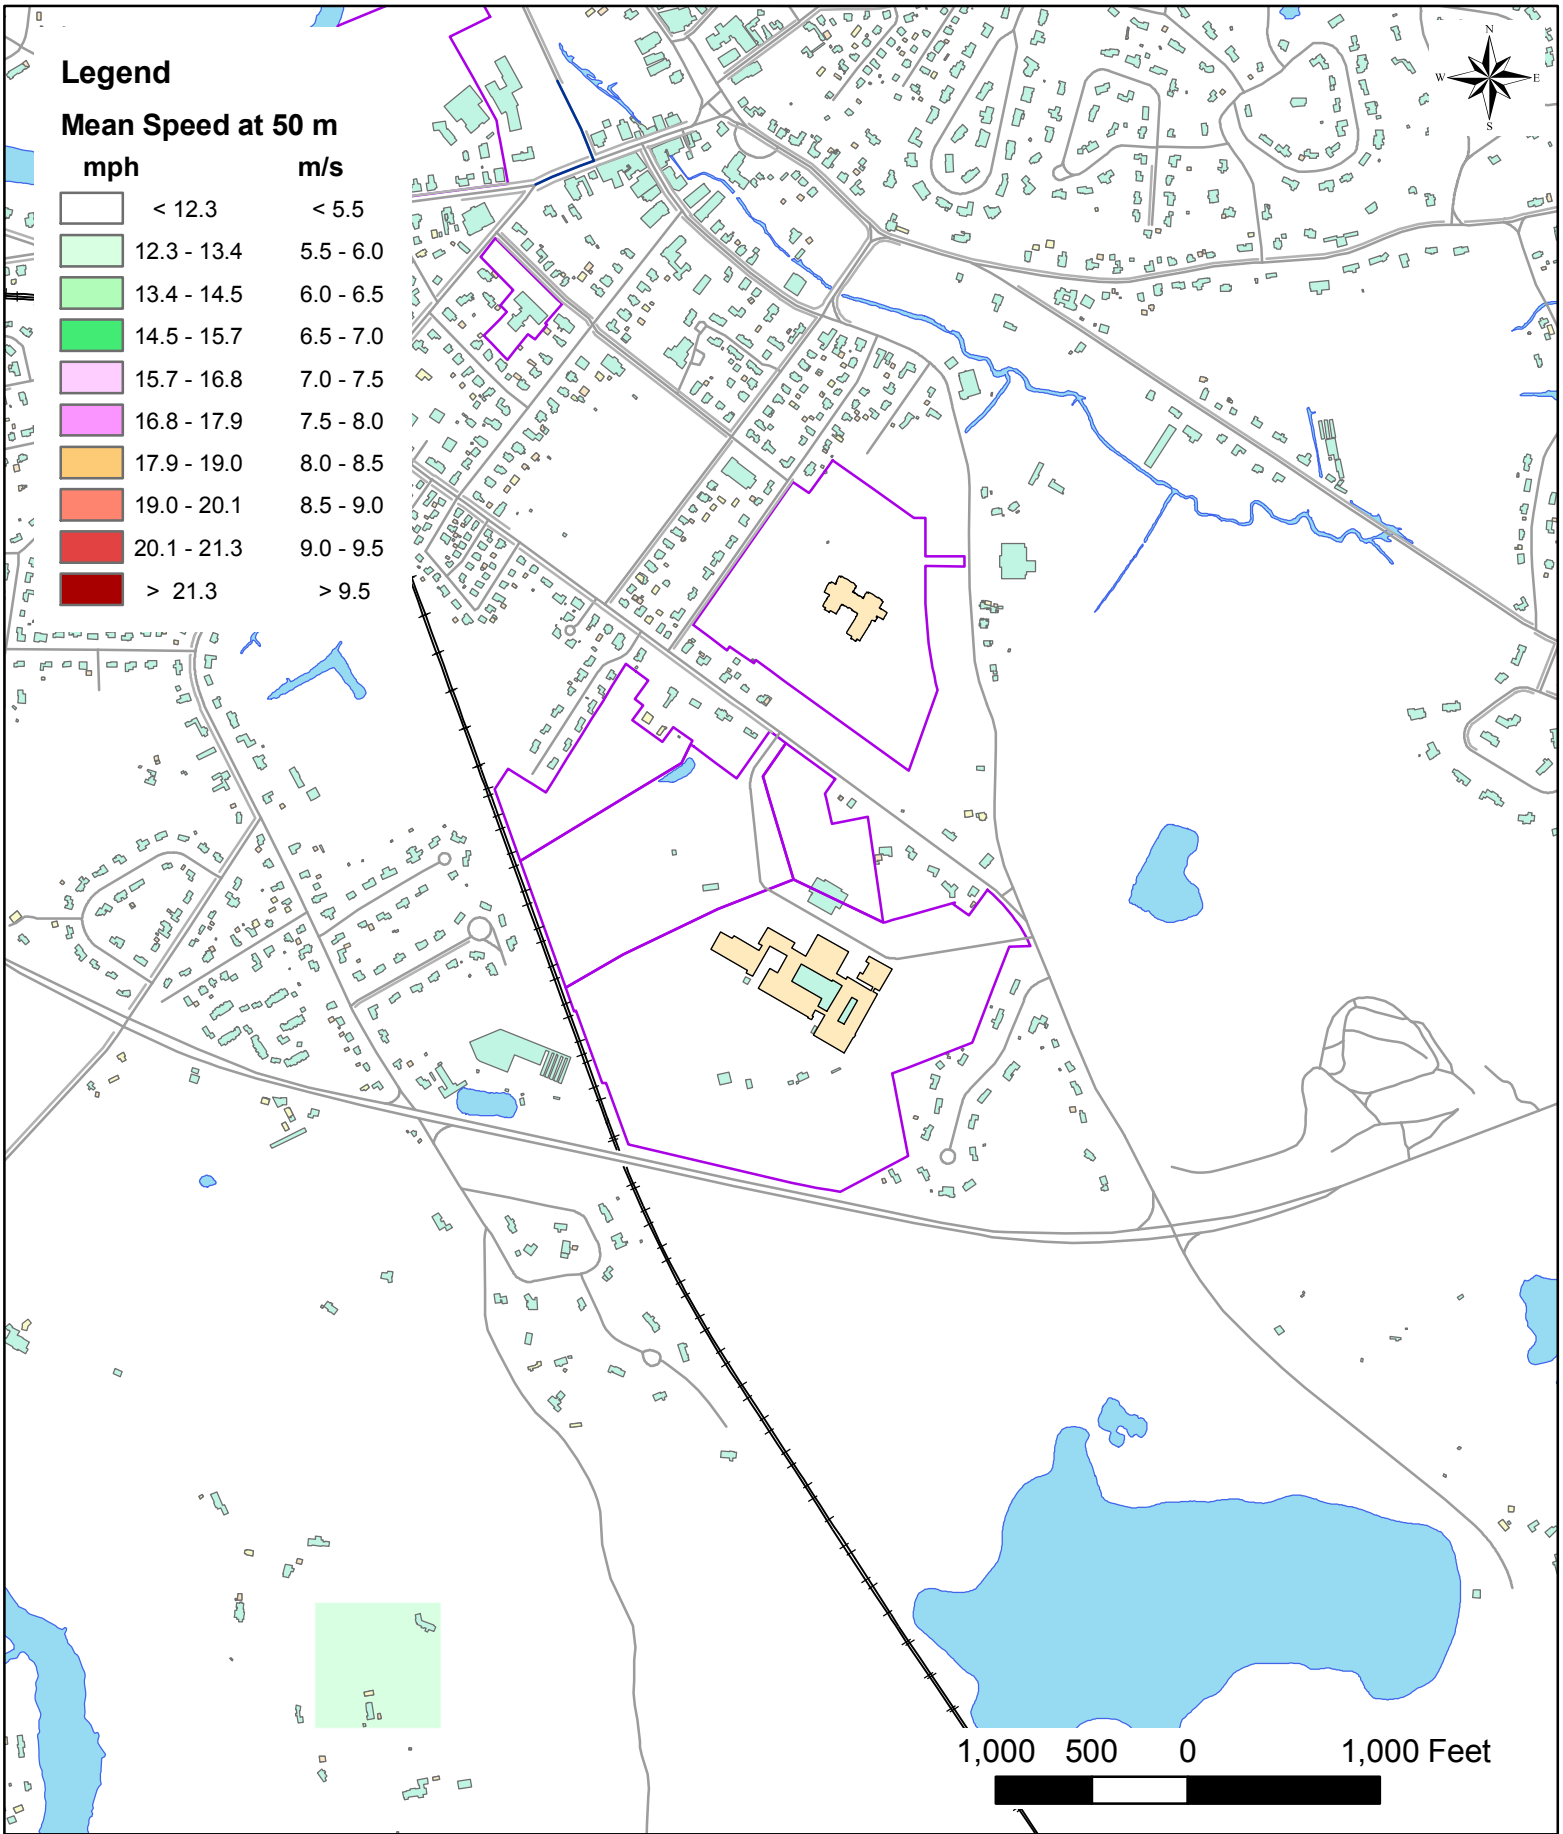 Legend
Mean Speed at 50 m
mph m/s
< 12.3 < 5.5
12.3 - 13.4 5.5 - 6.0
13.4 - 14.5 6.0 - 6.5
14.5 - 15.7 6.5 - 7.0
15.7 - 16.8 7.0 - 7.5
16.8 - 17.9 7.5 - 8.0
17.9 - 19.0 8.0 - 8.5
19.0 - 20.1 8.5 - 9.0
20.1 - 21.3 9.0 - 9.5
> 21.3 > 9.5
N
W E
S
1,000 500 0 1,000 Feet